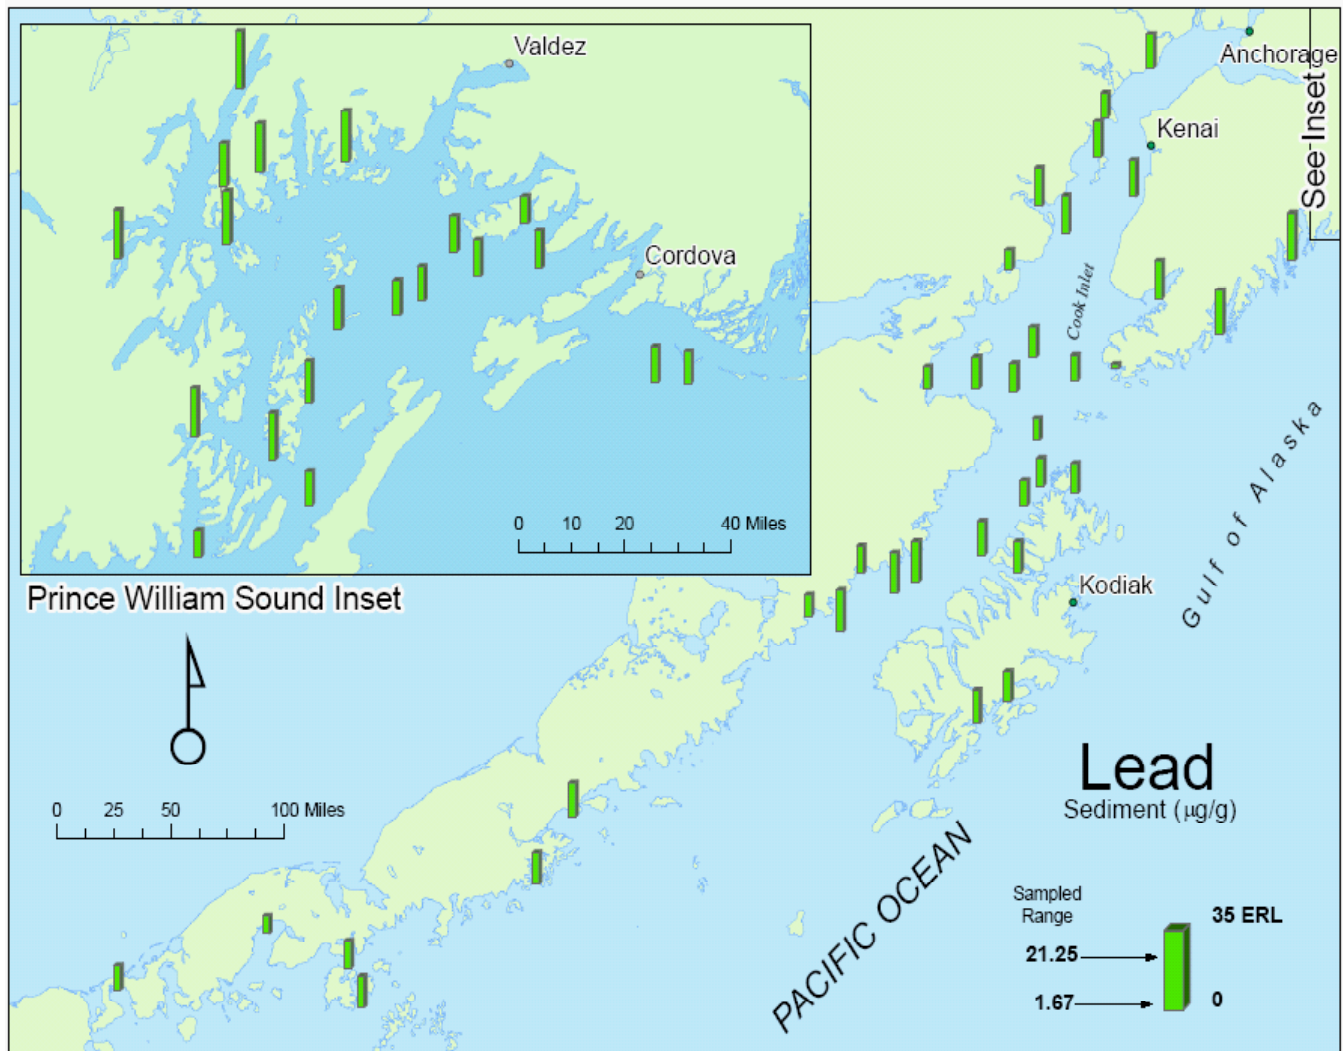 Valdez
Cordova
0 10 20 40 Miles
Prince William Sound Inset
Anchorage
See Inset
Kenai
Cook Inlet
Gulf of Alaska
Kodiak
0 25 50 100 Miles
PACIFIC OCEAN
Lead
Sediment (µg/g)
Sampled
Range
35 ERL
21.25
1.67
0